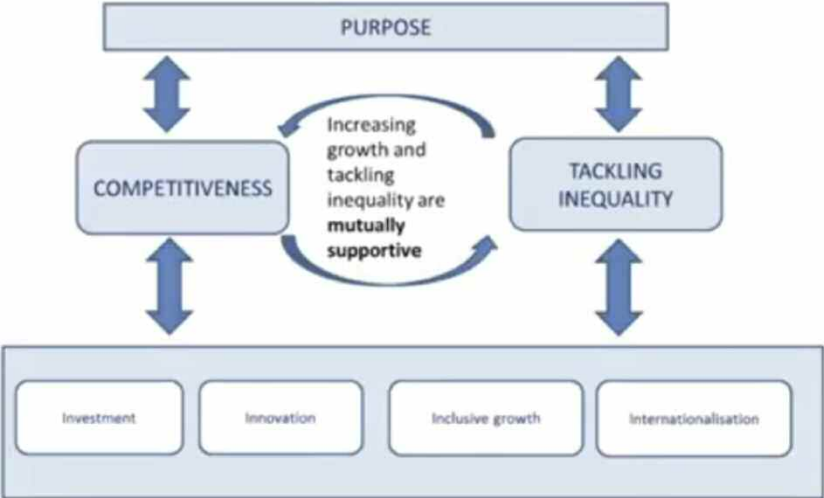 PURPOSE
COMPETITIVENESS
Increasing
growth and
tackling
inequality are
mutually
supportive
TACKLING
INEQUALITY
Investment
Innovation
Inclusive growth
Internationalisation